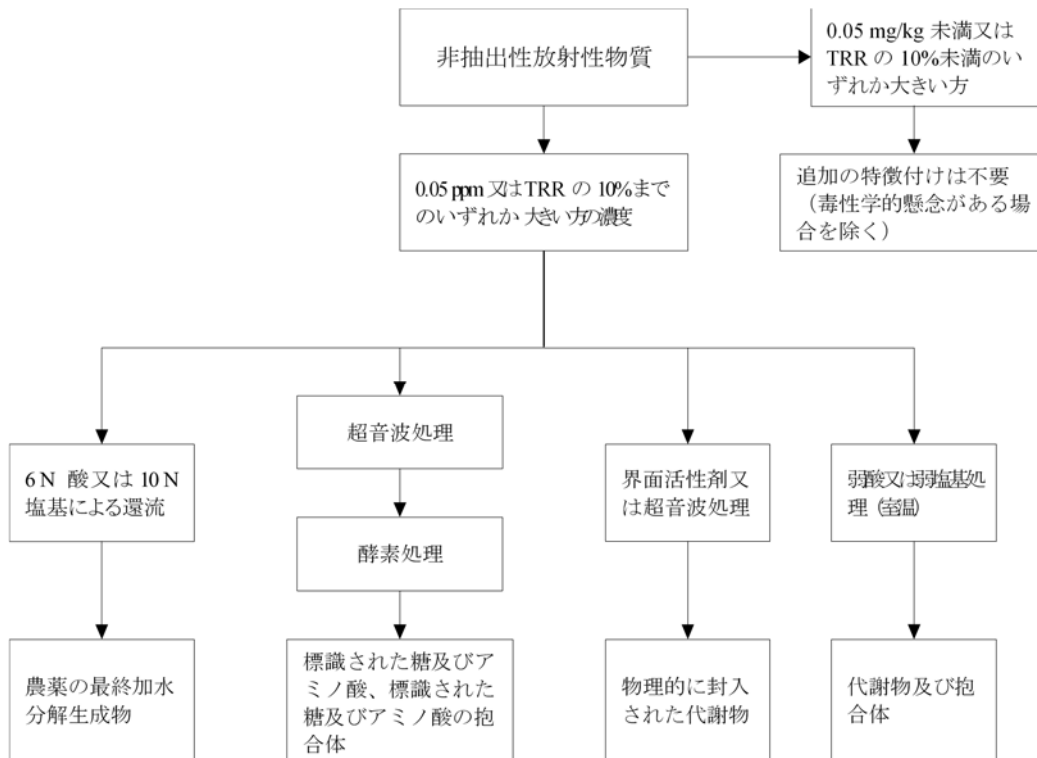 非抽出性放射性物質
0.05 mg/kg 未満又は
TRR の 10%未満のい
ずれか大きい方
0.05 ppm 又は TRR の 10%まで
のいずれか大きい方の濃度
追加の特徴付けは不要
（毒性学的懸念がある場
合を除く）
6 N 酸又は 10 N
塩基による還流
超音波処理
酵素処理
界面活性剤又
は超音波処理
弱酸又は弱塩基処
理（室温）
農薬の最終加水
分解生成物
標識された糖及びア
ミノ酸、標識された
糖及びアミノ酸の抱
合体
物理的に封入
された代謝物
代謝物及び抱
合体